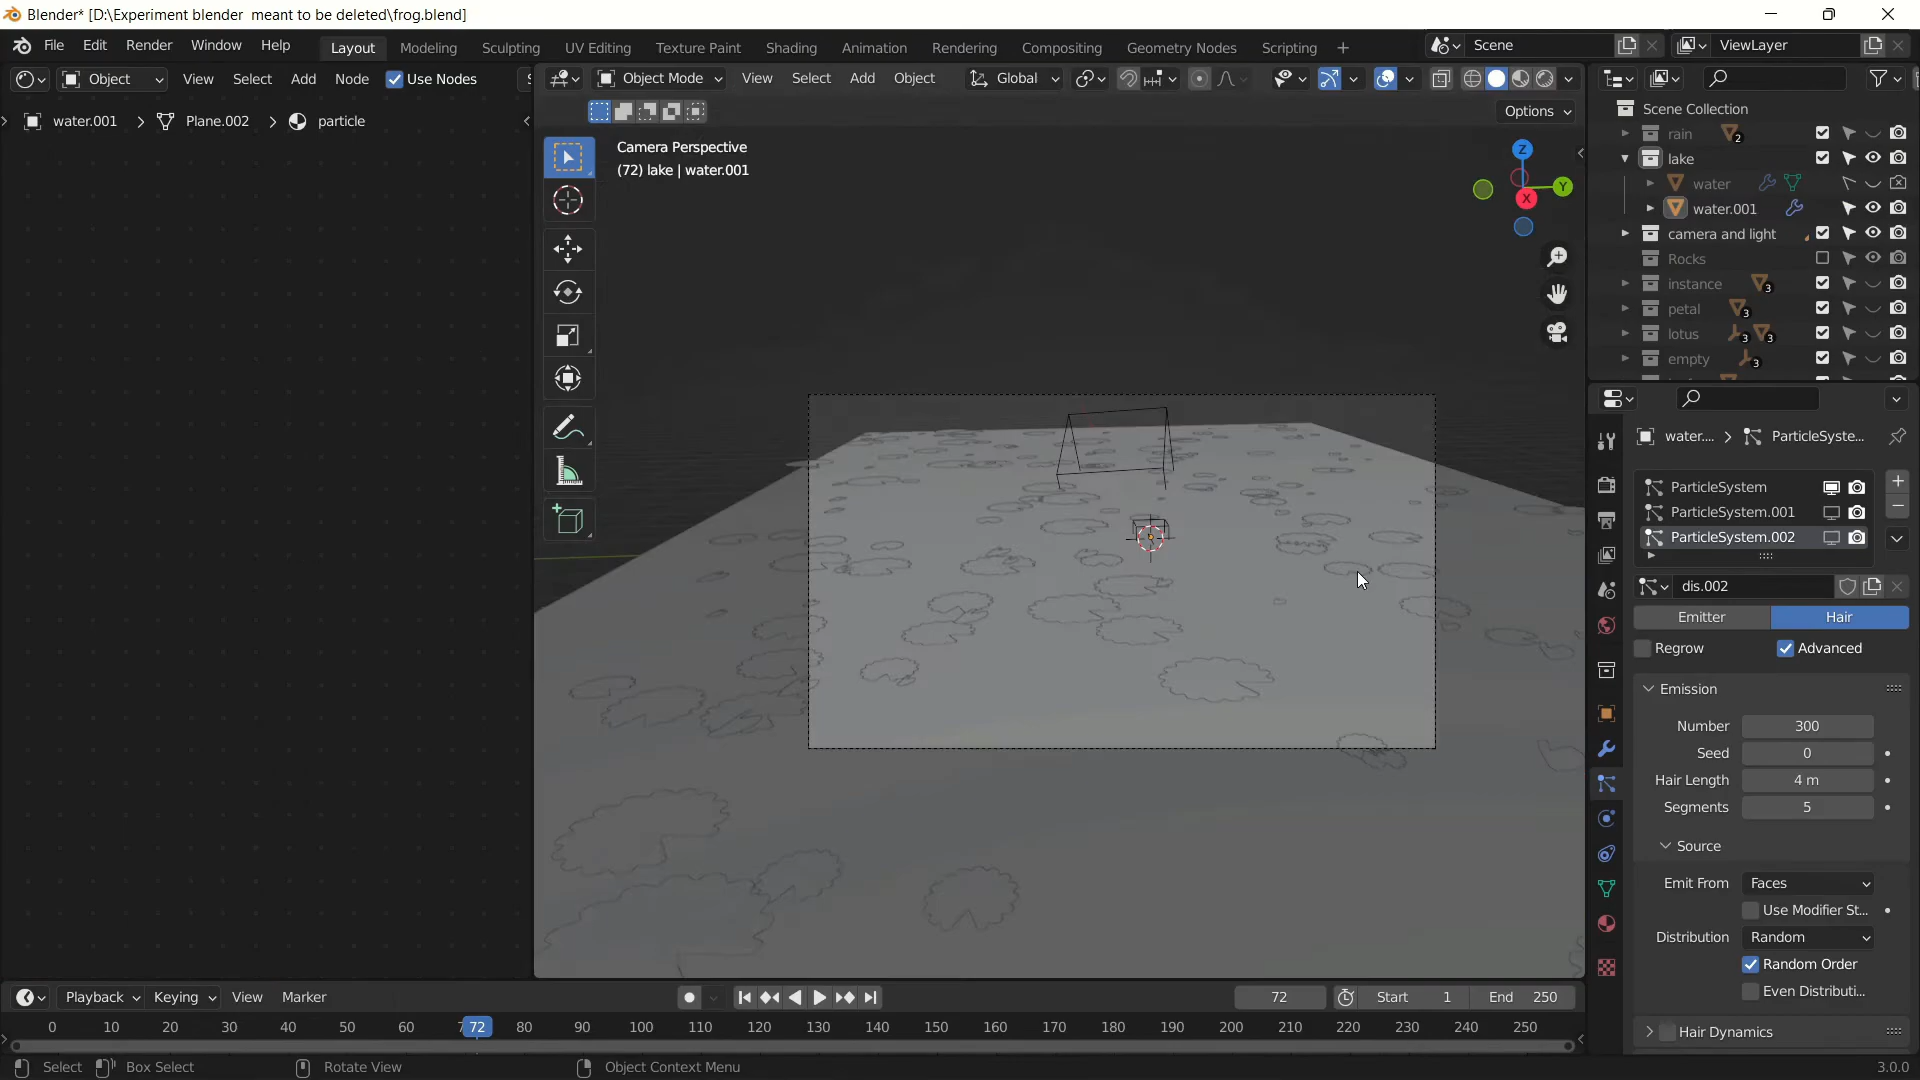 Blender* [D:\Experiment blender meant to be deleted\frog.blend]
File Edit Render Window Help Layout Modeling Sculpting UV Editing Texture Paint Shading Animation Rendering Compositing Geometry Nodes Scripting + Scene ViewLayer
Object View Select Add Node Use Nodes
Object Mode View Select Add Object Global
Options
water.001 > Plane.002 > particle
Camera Perspective
(72) lake | water.001
Z
Y
X
Scene Collection
rain 2
lake
water
water.001
camera and light
Rocks
instance 3
petal 3
lotus 3 3
empty 3
water.... > ParticleSyste...
ParticleSystem
ParticleSystem.001
ParticleSystem.002
dis.002
Emitter Hair
Regrow Advanced
Emission
Number 300
Seed 0
Hair Length 4 m
Segments 5
Source
Emit From Faces
Use Modifier St...
Distribution Random
Random Order
Even Distributi...
Hair Dynamics
Playback Keying View Marker 72 Start 1 End 250
0 10 20 30 40 50 60 72 80 90 100 110 120 130 140 150 160 170 180 190 200 210 220 230 240 250
Select Box Select Rotate View Object Context Menu 3.0.0